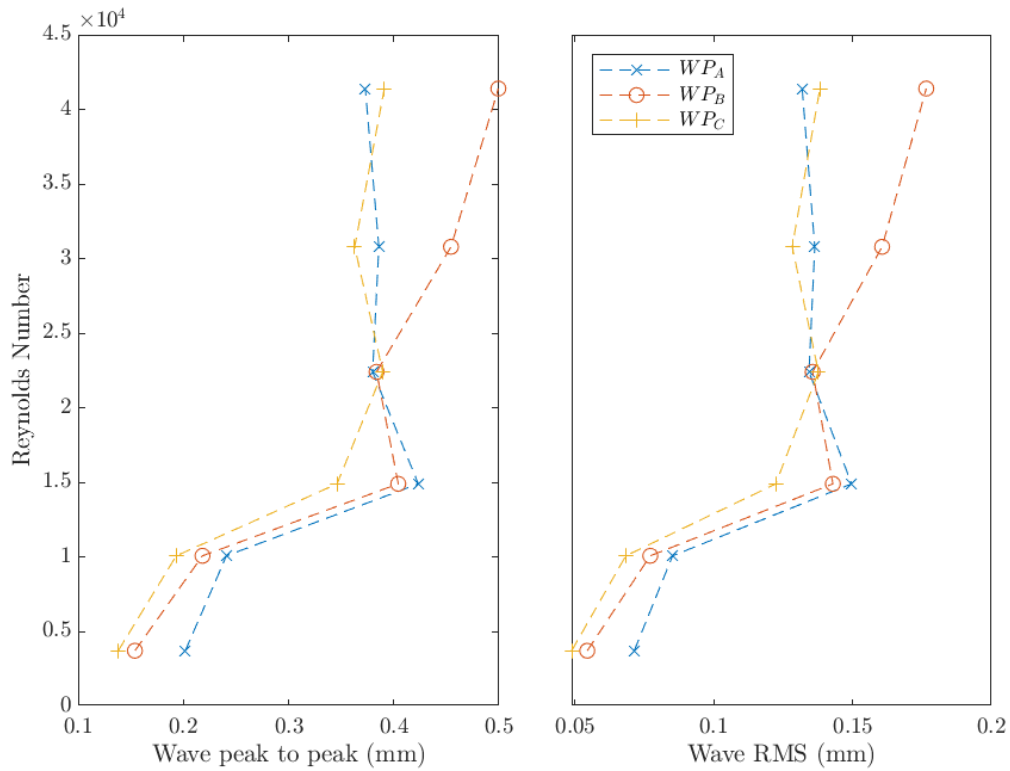 ×10⁴
4.5
4
3.5
3
2.5
2
1.5
1
0.5
0
Reynolds Number
0.1 0.2 0.3 0.4 0.5
Wave peak to peak (mm)
WP_A
WP_B
WP_C
0.05 0.1 0.15 0.2
Wave RMS (mm)